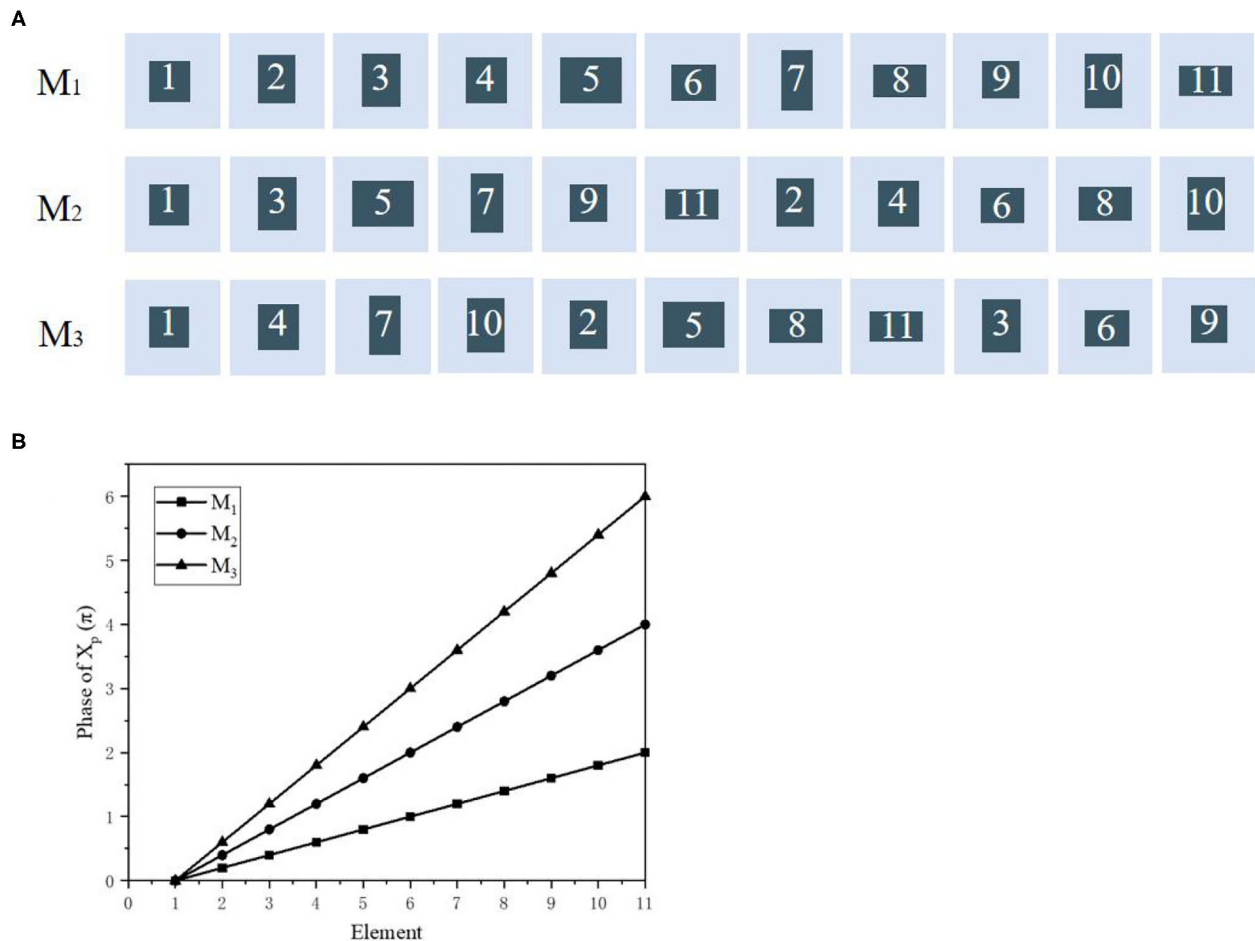 A
M1 1 2 3 4 5 6 7 8 9 10 11
M2 1 3 5 7 9 11 2 4 6 8 10
M3 1 4 7 10 2 5 8 11 3 6 9
B
M1
M2
M3
6
5
4
3
2
1
0
Phase of Xp (π)
0 1 2 3 4 5 6 7 8 9 10 11
Element